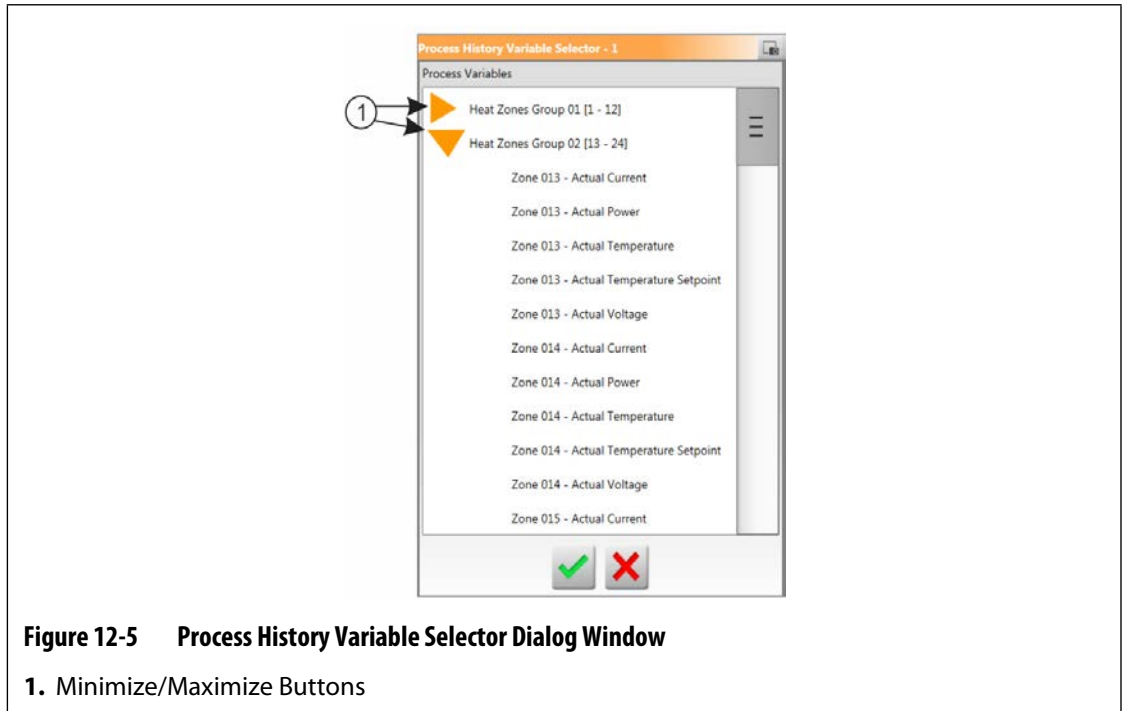 Process History Variable Selector - 1
Process Variables
1
Heat Zones Group 01 [1 - 12]
Heat Zones Group 02 [13 - 24]
Zone 013 - Actual Current
Zone 013 - Actual Power
Zone 013 - Actual Temperature
Zone 013 - Actual Temperature Setpoint
Zone 013 - Actual Voltage
Zone 014 - Actual Current
Zone 014 - Actual Power
Zone 014 - Actual Temperature
Zone 014 - Actual Temperature Setpoint
Zone 014 - Actual Voltage
Zone 015 - Actual Current
Figure 12-5 Process History Variable Selector Dialog Window
1. Minimize/Maximize Buttons